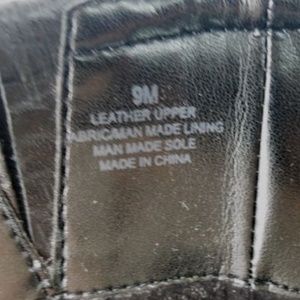 9M
LEATHER UPPER
FABRIC/MAN MADE LINING
MAN MADE SOLE
MADE IN CHINA